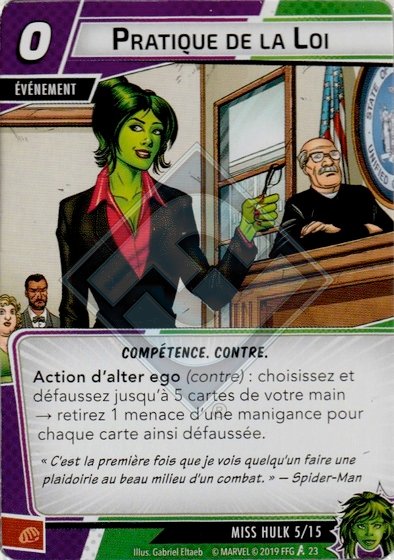 0
PRATIQUE DE LA LOI
ÉVÉNEMENT
COMPÉTENCE. CONTRE.
Action d'alter ego (contre) : choisissez et
défaussez jusqu'à 5 cartes de votre main
→ retirez 1 menace d'une manigance pour
chaque carte ainsi défaussée.
« C'est la première fois que je vois quelqu'un faire une
plaidoirie au beau milieu d'un combat. » — Spider-Man
MISS HULK 5/15
Illus. Gabriel Eltaeb © MARVEL © 2019 FFG 23